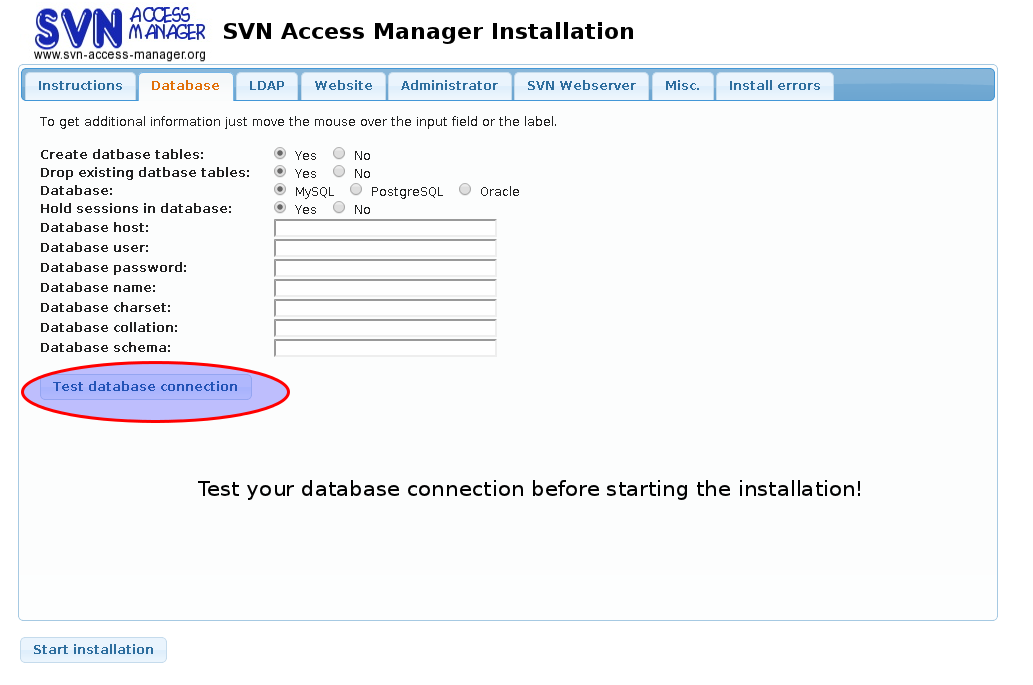 SVN ACCESS MANAGER
www.svn-access-manager.org
SVN Access Manager Installation
Instructions Database LDAP Website Administrator SVN Webserver Misc. Install errors
To get additional information just move the mouse over the input field or the label.
Create datbase tables: Yes No
Drop existing datbase tables: Yes No
Database: MySQL PostgreSQL Oracle
Hold sessions in database: Yes No
Database host:
Database user:
Database password:
Database name:
Database charset:
Database collation:
Database schema:
Test database connection
Test your database connection before starting the installation!
Start installation